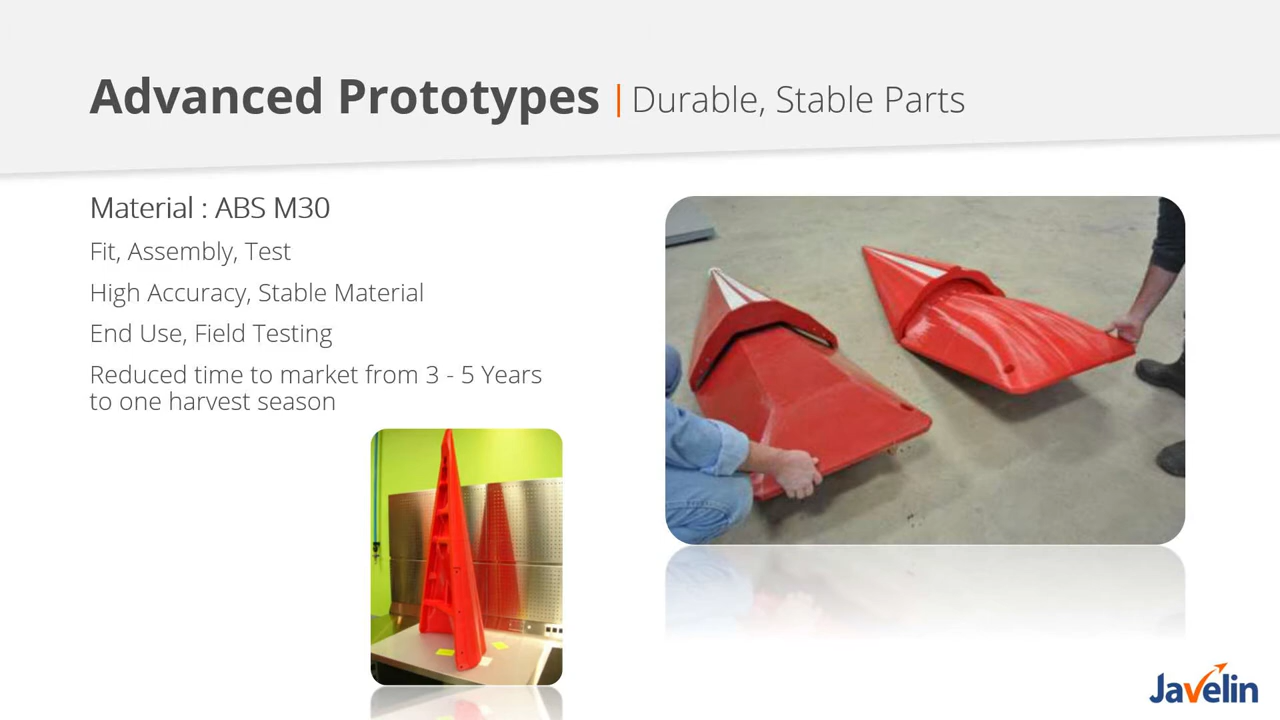 Advanced Prototypes | Durable, Stable Parts
Material : ABS M30
Fit, Assembly, Test
High Accuracy, Stable Material
End Use, Field Testing
Reduced time to market from 3 - 5 Years
to one harvest season
Javelin